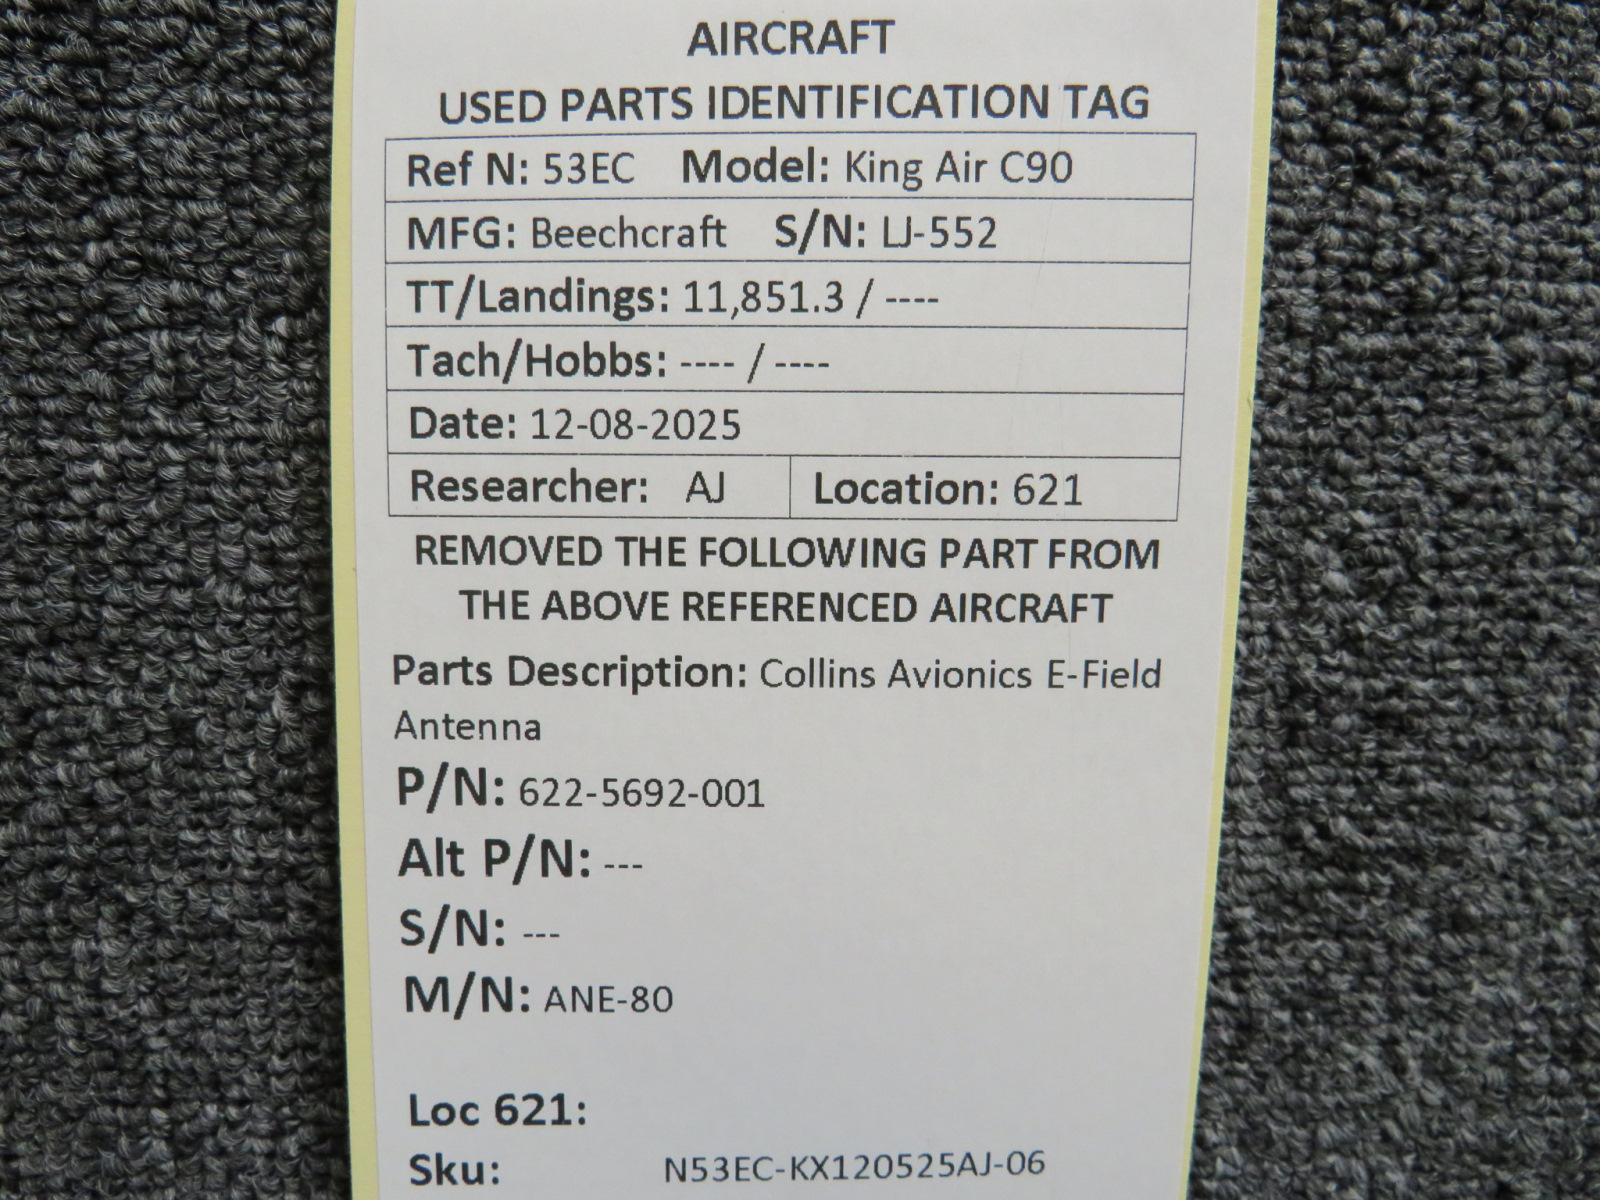 AIRCRAFT
USED PARTS IDENTIFICATION TAG
Ref N: 53EC Model: King Air C90
MFG: Beechcraft S/N: LJ-552
TT/Landings: 11,851.3 / ----
Tach/Hobbs: ---- / ----
Date: 12-08-2025
Researcher: AJ Location: 621
REMOVED THE FOLLOWING PART FROM
THE ABOVE REFERENCED AIRCRAFT
Parts Description: Collins Avionics E-Field
Antenna
P/N: 622-5692-001
Alt P/N: ---
S/N: ---
M/N: ANE-80
Loc 621:
Sku: N53EC-KX120525AJ-06